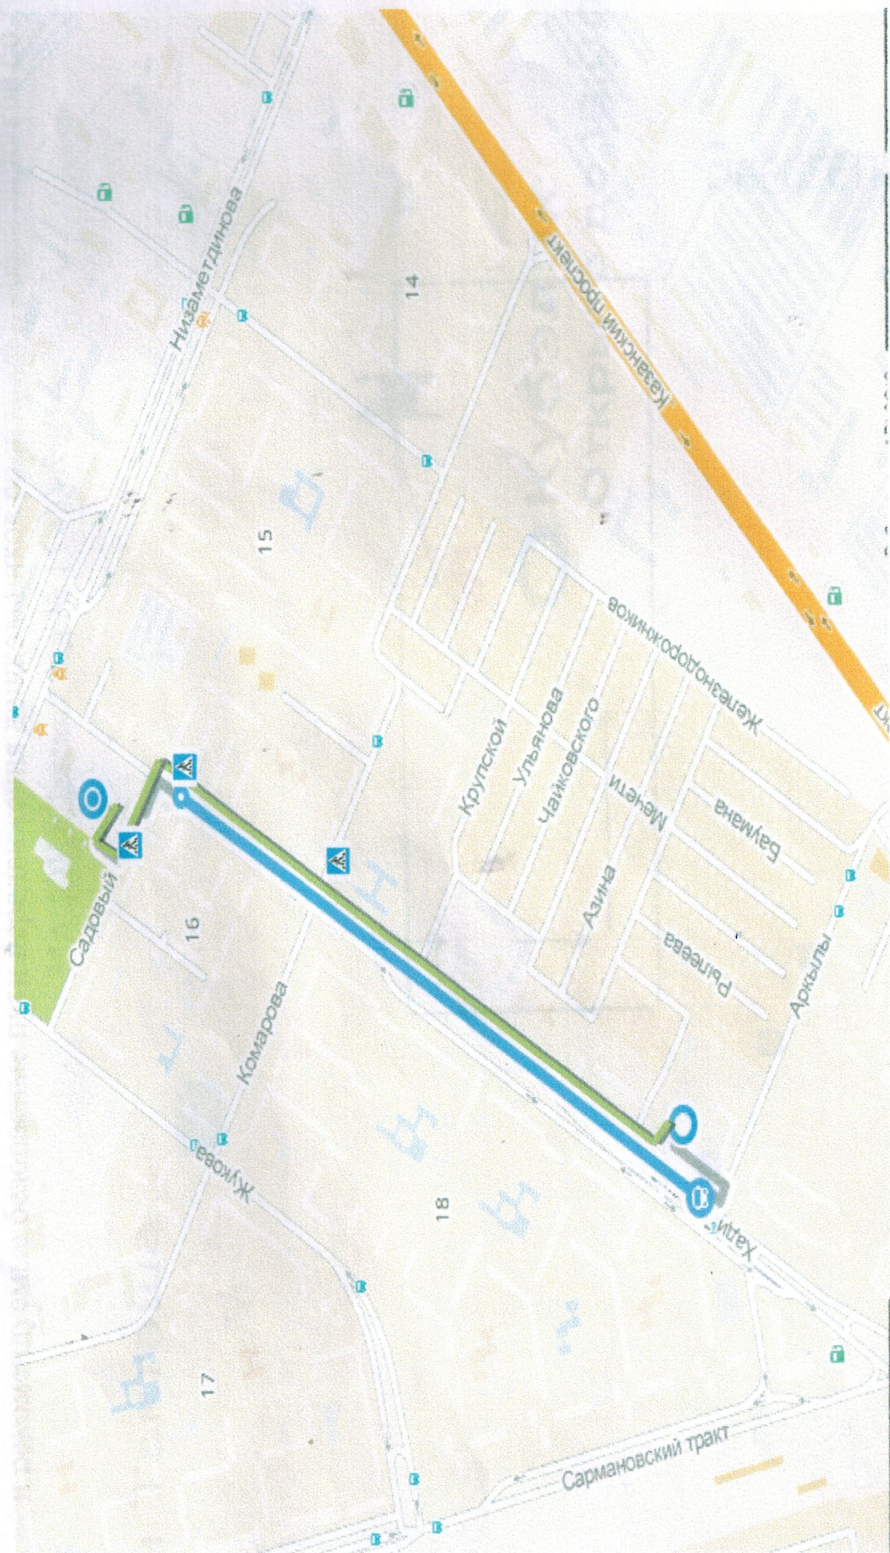 Низаметдинова
14
Казанский проспект
15
Железнодорожников
Крупской
Ульянова
Чайковского
Мечети
Баумана
Азина
Рылеева
Аркылы
Садовый
16
Комарова
Жукова
18
Хади
17
Сармановский тракт